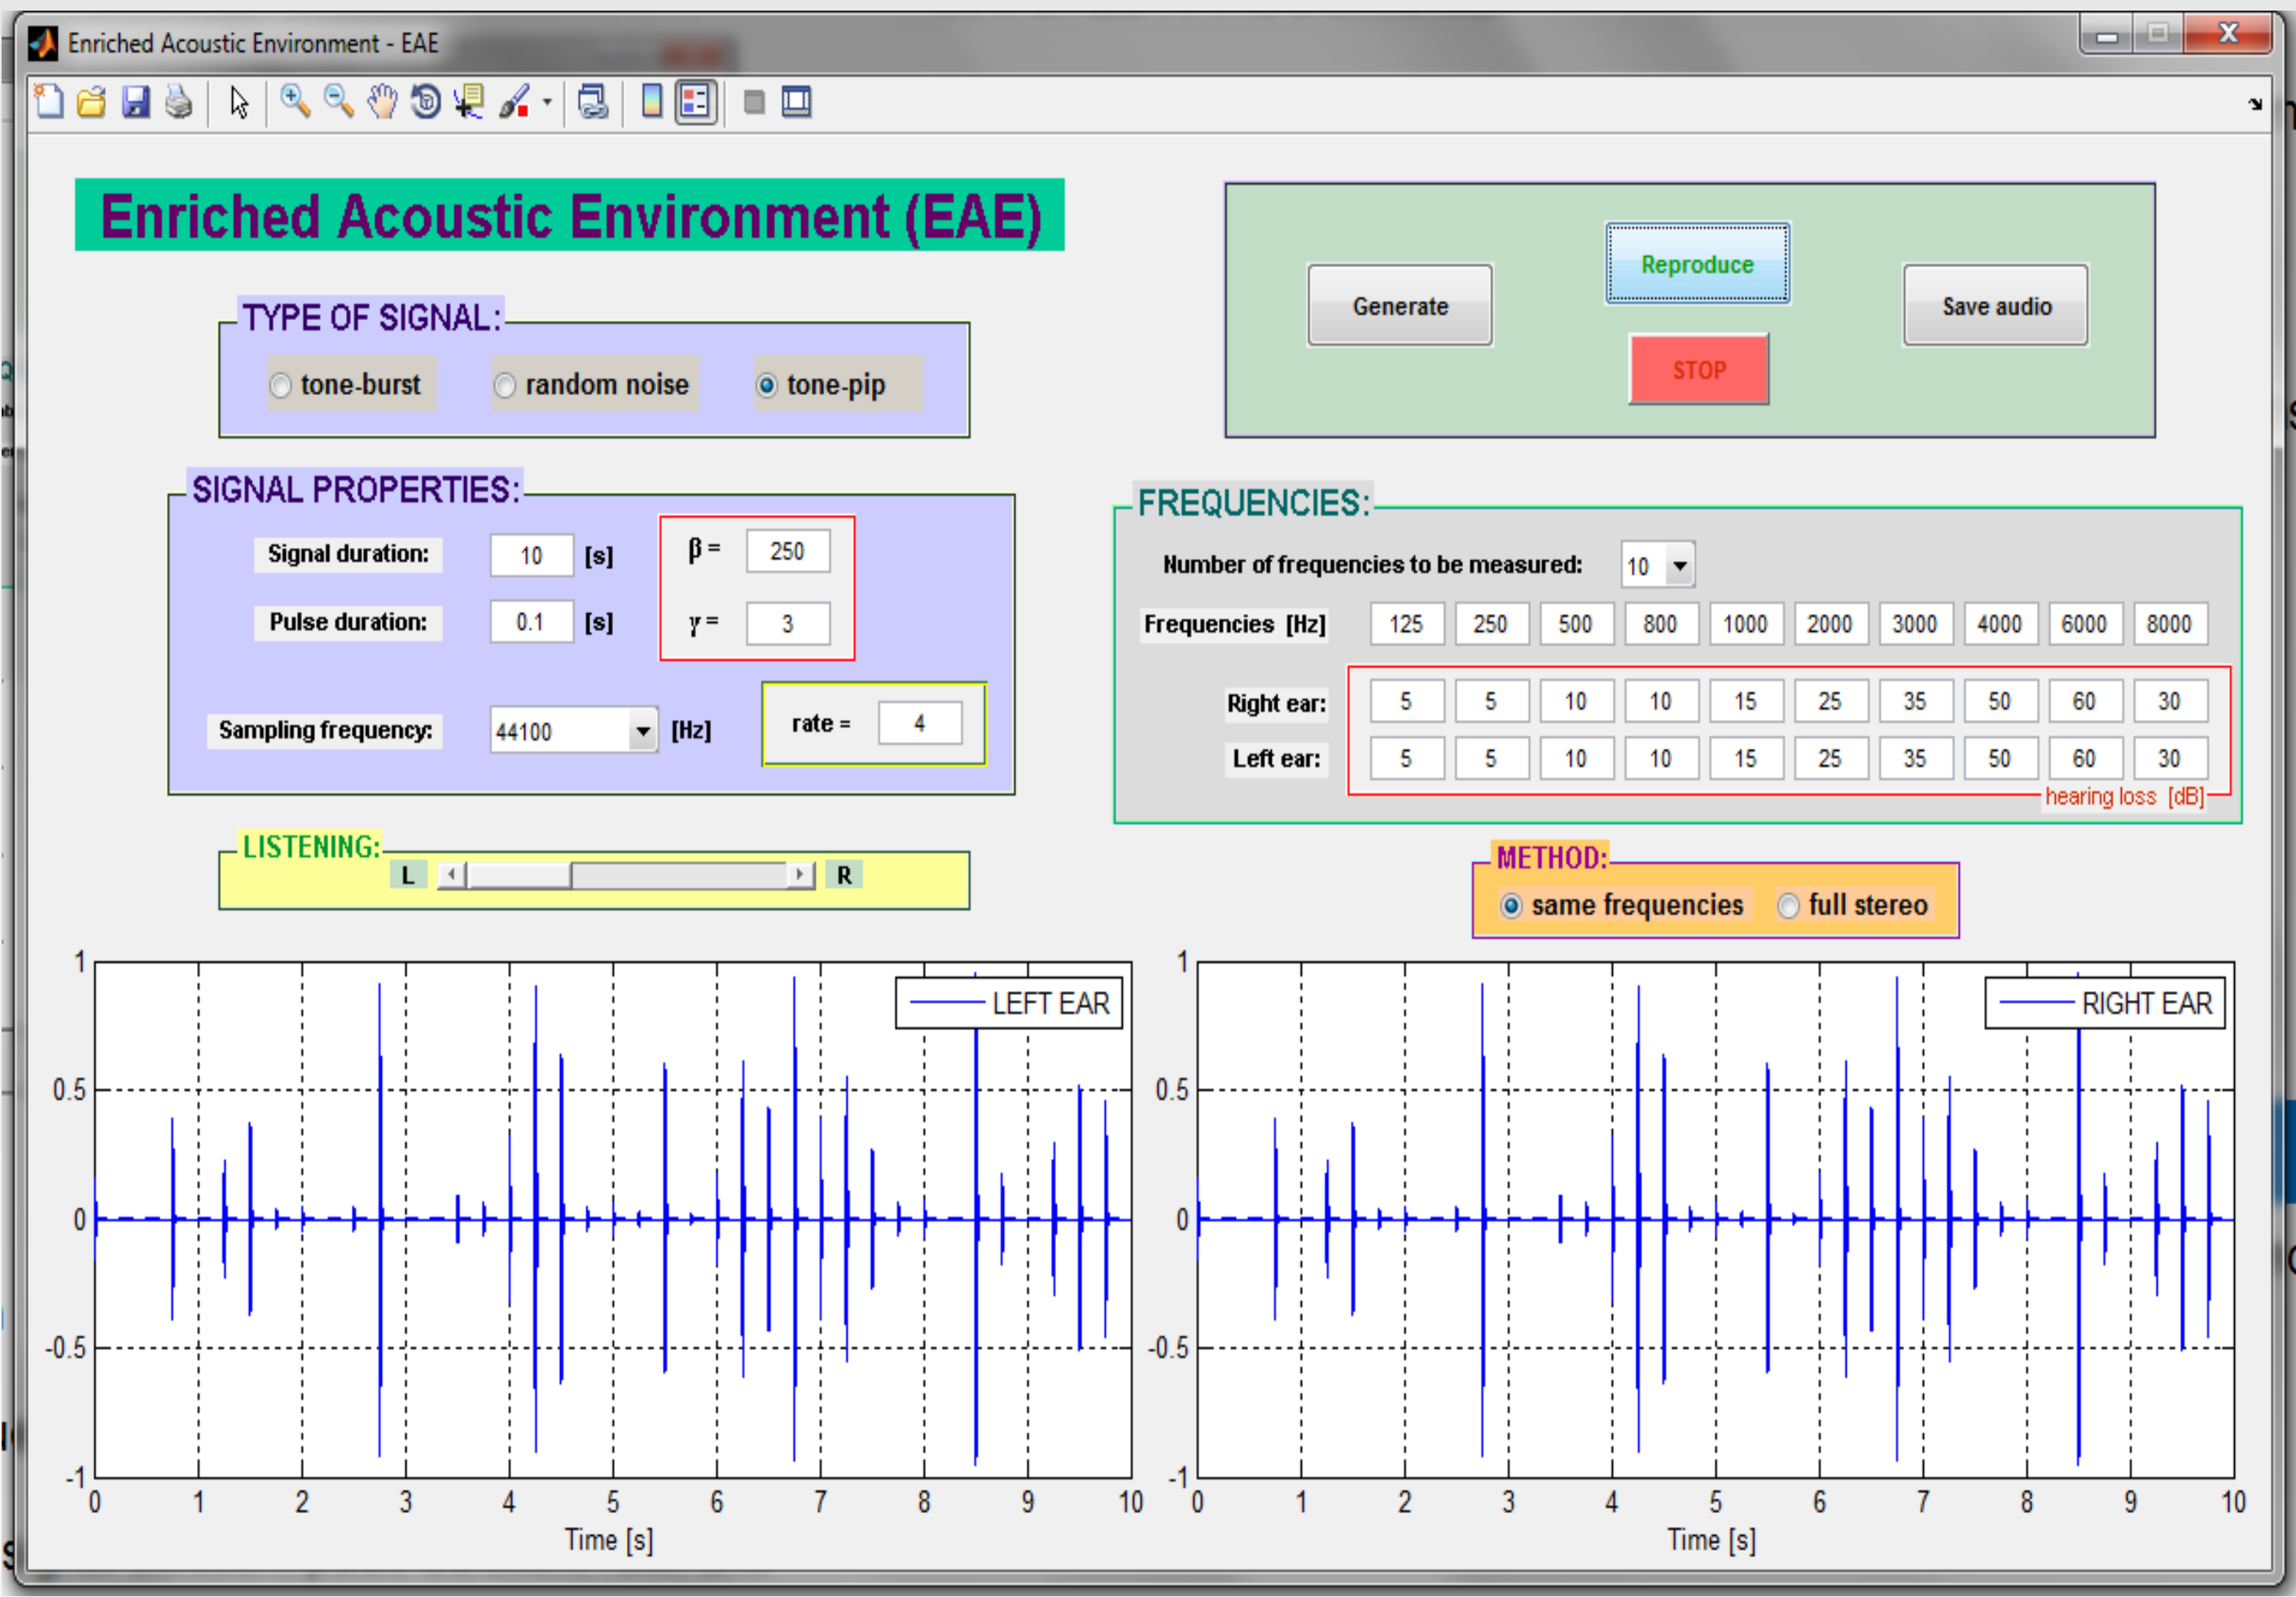 Enriched Acoustic Environment - EAE
Enriched Acoustic Environment (EAE)
TYPE OF SIGNAL:
tone-burst random noise tone-pip
Generate
Reproduce
STOP
Save audio
SIGNAL PROPERTIES:
Signal duration: 10 [s]
Pulse duration: 0.1 [s]
β = 250
γ = 3
Sampling frequency: 44100 [Hz]
rate = 4
FREQUENCIES:
Number of frequencies to be measured: 10
Frequencies [Hz] 125 250 500 800 1000 2000 3000 4000 6000 8000
Right ear: 5 5 10 10 15 25 35 50 60 30
Left ear: 5 5 10 10 15 25 35 50 60 30
hearing loss [dB]
LISTENING:
L R
METHOD:
same frequencies full stereo
LEFT EAR
1
0.5
0
-0.5
-1
0 1 2 3 4 5 6 7 8 9 10
Time [s]
RIGHT EAR
1
0.5
0
-0.5
-1
0 1 2 3 4 5 6 7 8 9 10
Time [s]